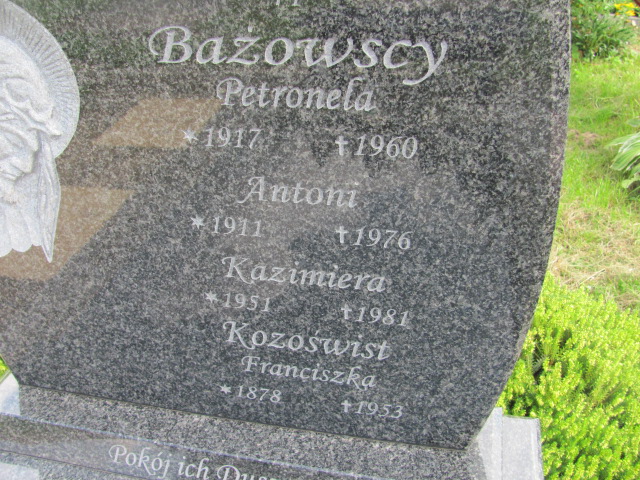 Bażowscy
Petronela
*1917 †1960
Antoni
*1911 †1976
Kazimiera
*1951 †1981
Kozoświst
Franciszka
*1878 †1953
Pokój ich